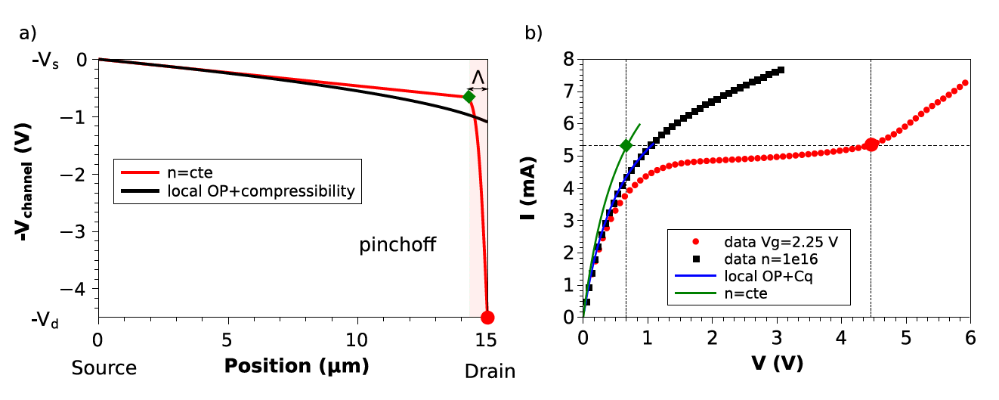 a)
-Vs 0
−1
−2
−3
−4
-Vd
-Vchannel (V)
Λ
n=cte
local OP+compressibility
pinchoff
0 5 10 15
Source Position (μm) Drain
b)
8
7
6
5
4
3
2
1
0
I (mA)
data Vg=2.25 V
data n=1e16
local OP+Cq
n=cte
0 1 2 3 4 5 6
V (V)